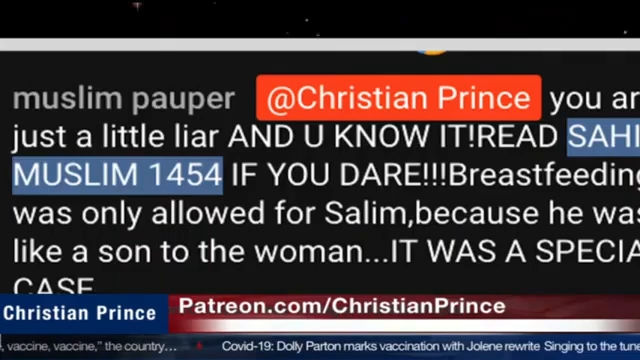 muslim pauper @Christian Prince you ar
just a little liar AND U KNOW IT!READ SAHI
MUSLIM 1454 IF YOU DARE!!!Breastfeeding
was only allowed for Salim,because he was
like a son to the woman...IT WAS A SPECIA
CASE
Christian Prince
Patreon.com/ChristianPrince
, vaccine, vaccine," the country...
Covid-19: Dolly Parton marks vaccination with Jolene rewrite Singing to the tune